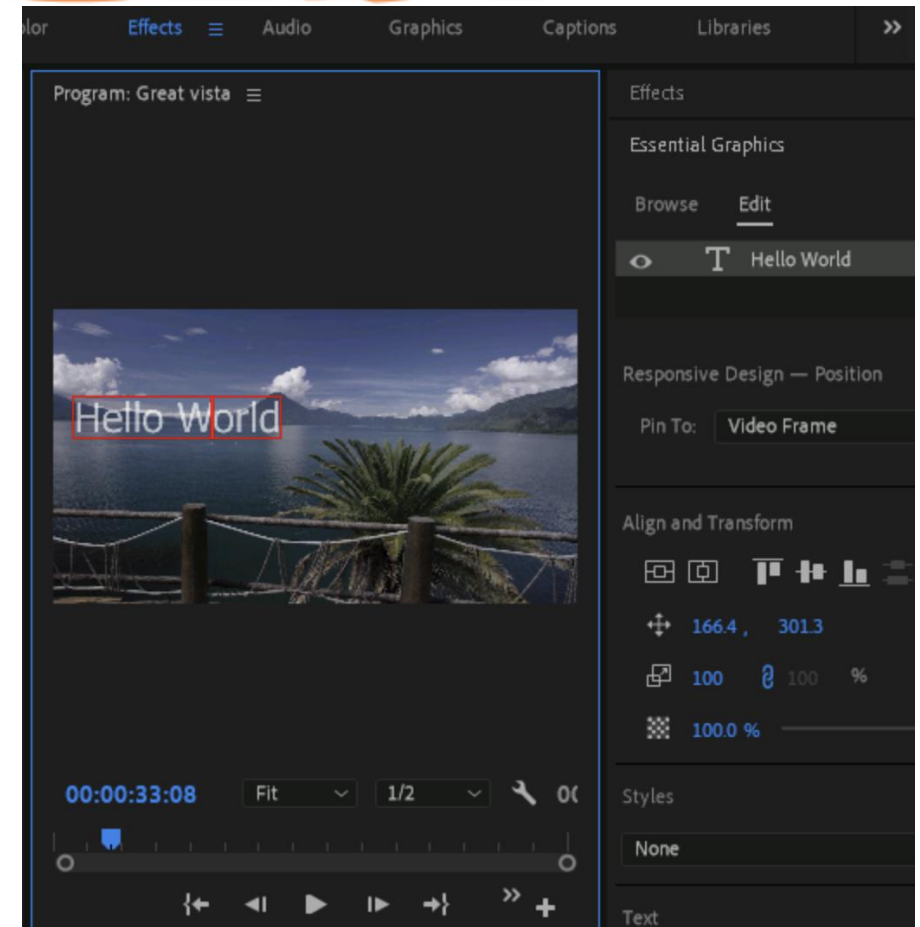 Effects Audio Graphics Captions Libraries
Program: Great vista
Hello World
00:00:33:08 Fit 1/2
Effects
Essential Graphics
Browse Edit
Hello World
Responsive Design — Position
Pin To: Video Frame
Align and Transform
166.4 , 301.3
100 100 %
100.0 %
Styles
None
Text